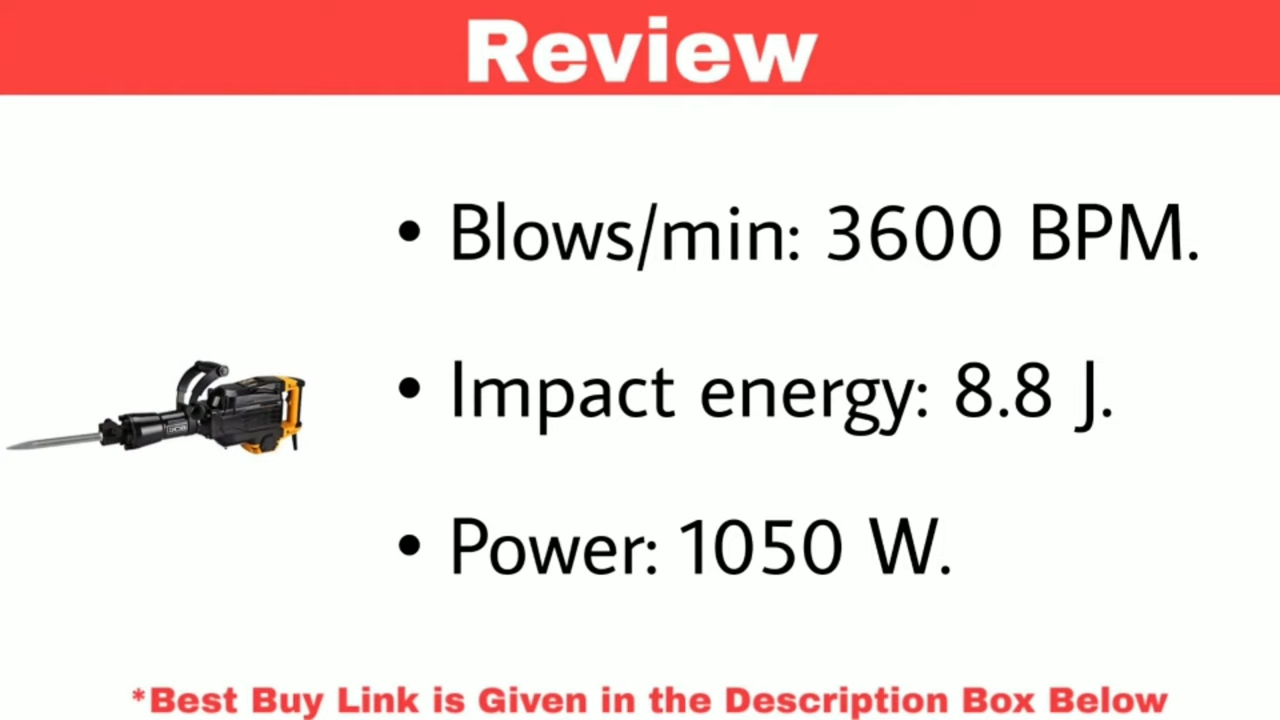 Review
• Blows/min: 3600 BPM.
JCB
• Impact energy: 8.8 J.
• Power: 1050 W.
*Best Buy Link is Given in the Description Box Below